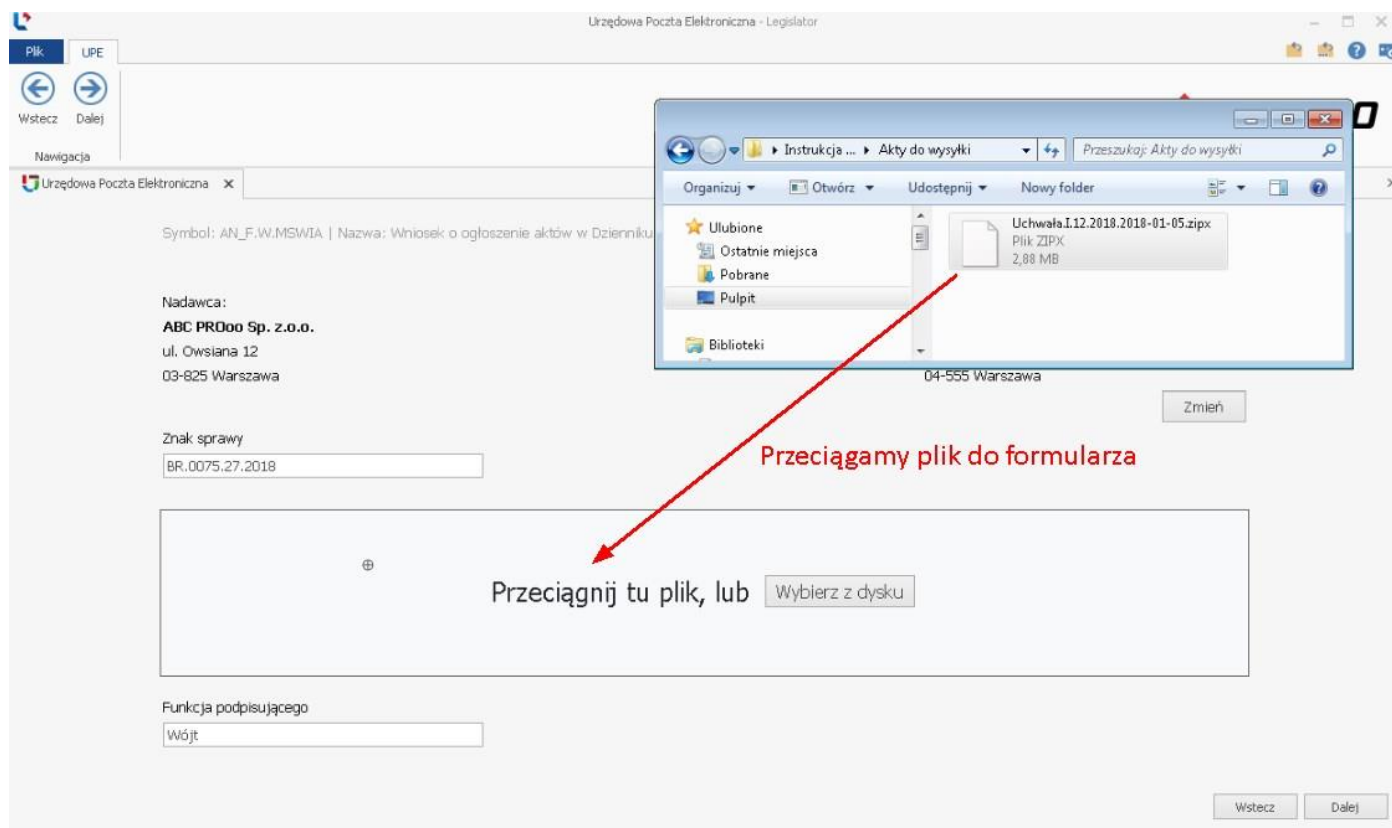 Urzędowa Poczta Elektroniczna - Legislator
Plik UPE
Wstecz Dalej
Nawigacja
Urzędowa Poczta Elektroniczna x
Instrukcja ... Akty do wysyłki Przeszukaj: Akty do wysyłki
Organizuj Otwórz Udostępnij Nowy folder
Ulubione
Ostatnie miejsca
Pobrane
Pulpit
Biblioteki
Uchwała.I.12.2018.2018-01-05.zipx
Plik ZIPX
2,88 MB
Symbol: AN_F.W.MSWIA | Nazwa: Wniosek o ogłoszenie aktów w Dzienniku
Nadawca:
ABC PROoo Sp. z.o.o.
ul. Owsiana 12
03-825 Warszawa
04-555 Warszawa
Zmień
Znak sprawy
BR.0075.27.2018
Przeciągamy plik do formularza
Przeciągnij tu plik, lub Wybierz z dysku
Funkcja podpisującego
Wójt
Wstecz Dalej